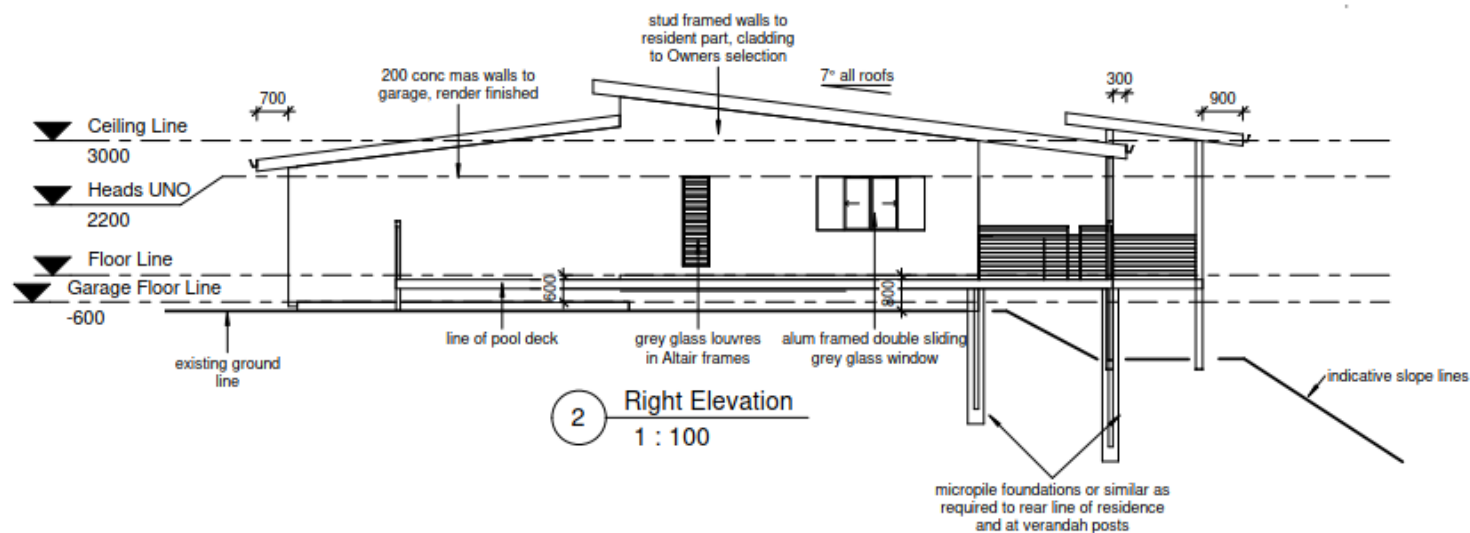 stud framed walls to
resident part, cladding
to Owners selection
200 conc mas walls to
garage, render finished
7° all roofs
700
300
900
Ceiling Line
3000
Heads UNO
2200
Floor Line
Garage Floor Line
-600
600
800
existing ground
line
line of pool deck
grey glass louvres
in Altair frames
alum framed double sliding
grey glass window
indicative slope lines
2
Right Elevation
1 : 100
micropile foundations or similar as
required to rear line of residence
and at verandah posts